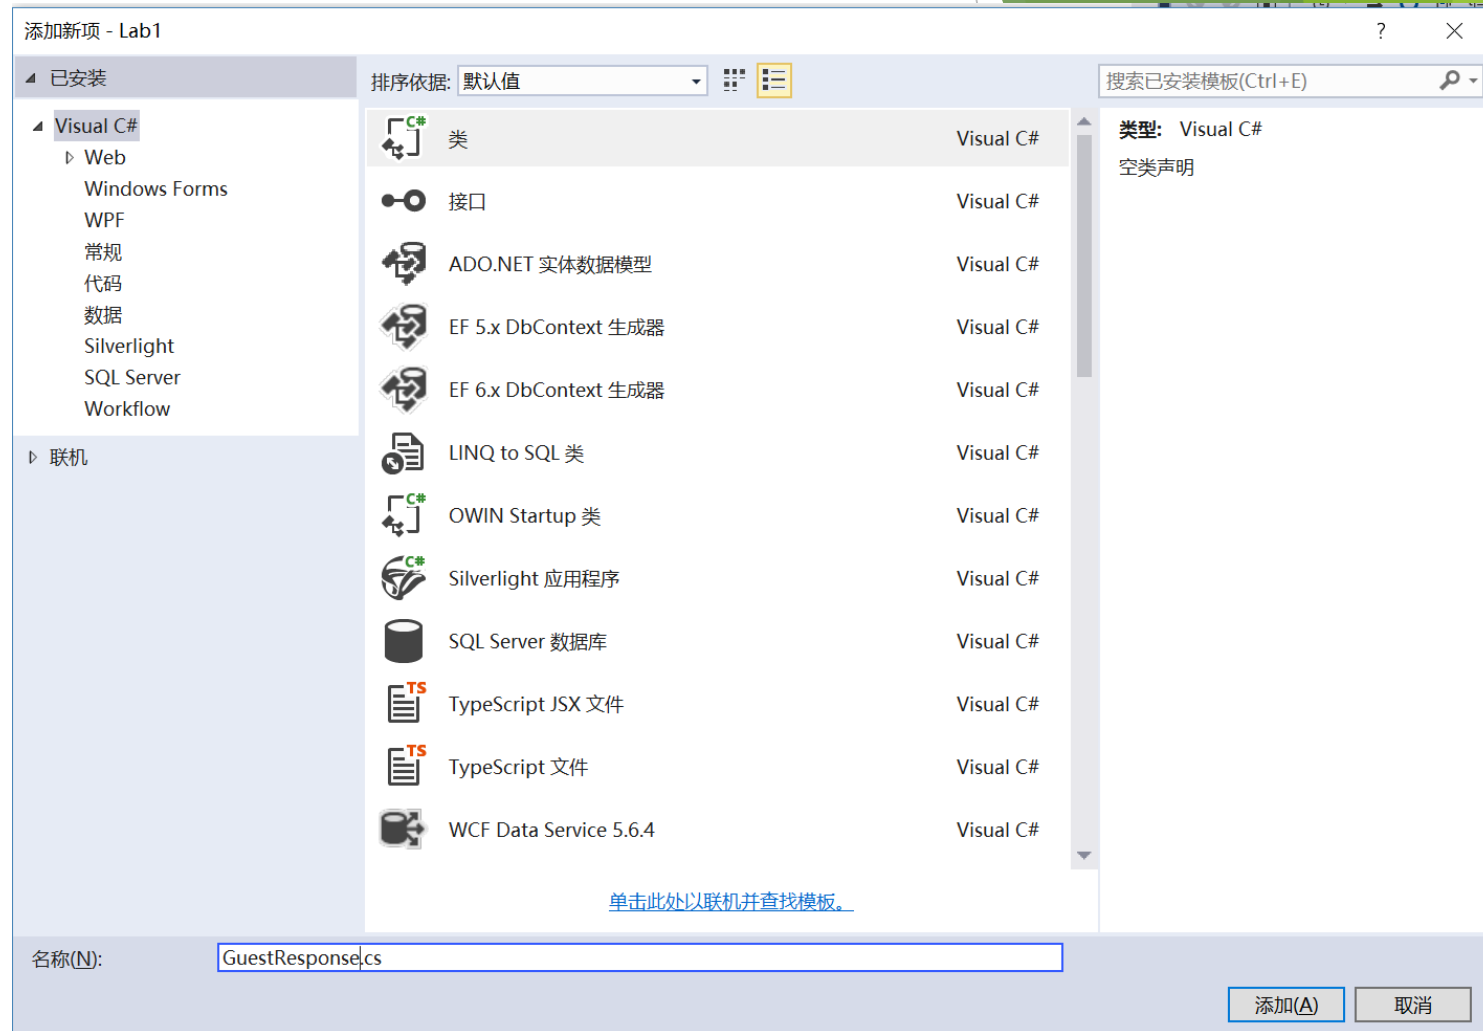 添加新项 - Lab1
?
已安装
排序依据: 默认值
搜索已安装模板(Ctrl+E)
Visual C#
Web
Windows Forms
WPF
常规
代码
数据
Silverlight
SQL Server
Workflow
联机
C# 类 Visual C#
接口 Visual C#
ADO.NET 实体数据模型 Visual C#
EF 5.x DbContext 生成器 Visual C#
EF 6.x DbContext 生成器 Visual C#
LINQ to SQL 类 Visual C#
C# OWIN Startup 类 Visual C#
C# Silverlight 应用程序 Visual C#
SQL Server 数据库 Visual C#
TS TypeScript JSX 文件 Visual C#
TS TypeScript 文件 Visual C#
WCF Data Service 5.6.4 Visual C#
单击此处以联机并查找模板。
类型: Visual C#
空类声明
名称(N):
GuestResponse.cs
添加(A)
取消